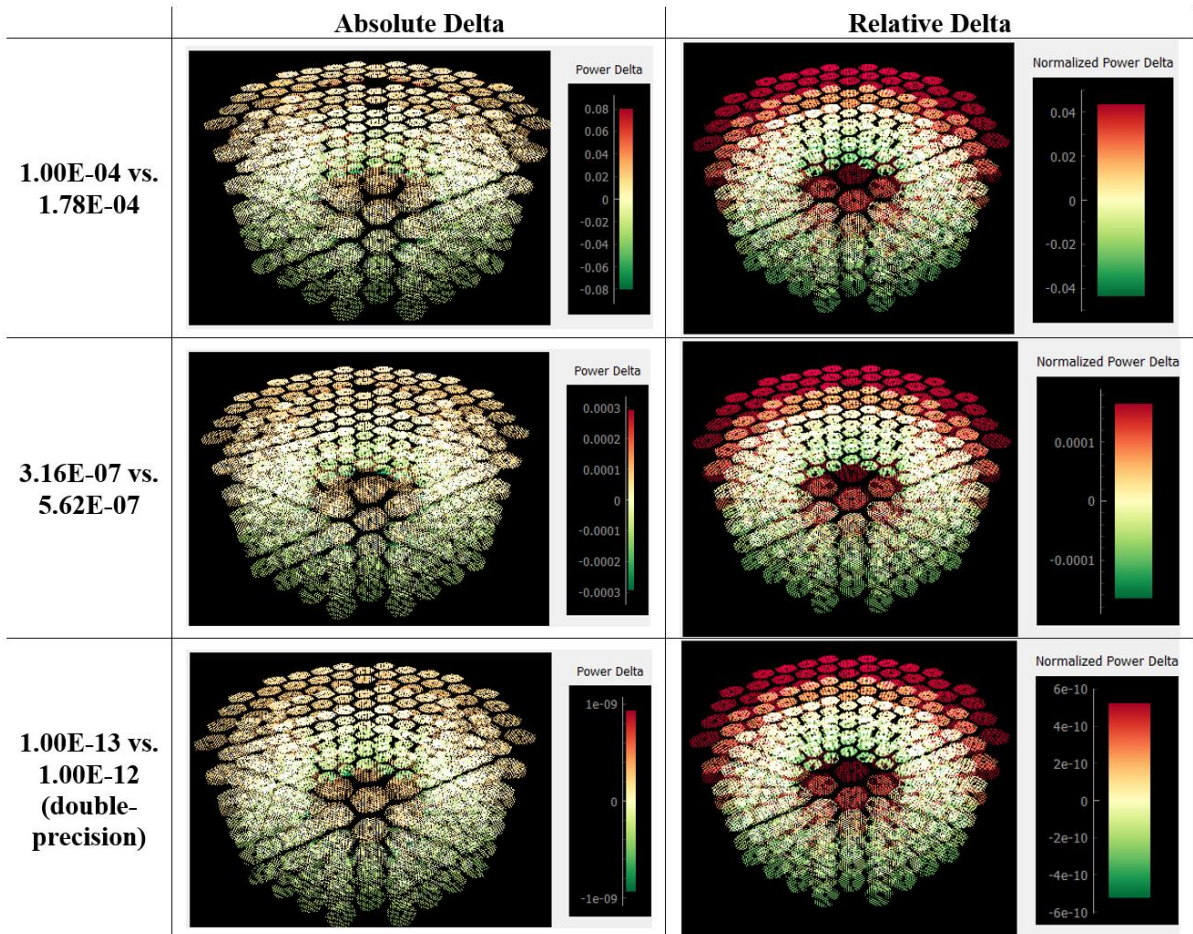 Absolute Delta
Relative Delta
1.00E-04 vs.
1.78E-04
Power Delta
0.08
0.06
0.04
0.02
0
-0.02
-0.04
-0.06
-0.08
Normalized Power Delta
0.04
0.02
0
-0.02
-0.04
3.16E-07 vs.
5.62E-07
Power Delta
0.0003
0.0002
0.0001
0
-0.0001
-0.0002
-0.0003
Normalized Power Delta
0.0001
0
-0.0001
1.00E-13 vs.
1.00E-12
(double-
precision)
Power Delta
1e-09
0
-1e-09
Normalized Power Delta
6e-10
4e-10
2e-10
0
-2e-10
-4e-10
-6e-10